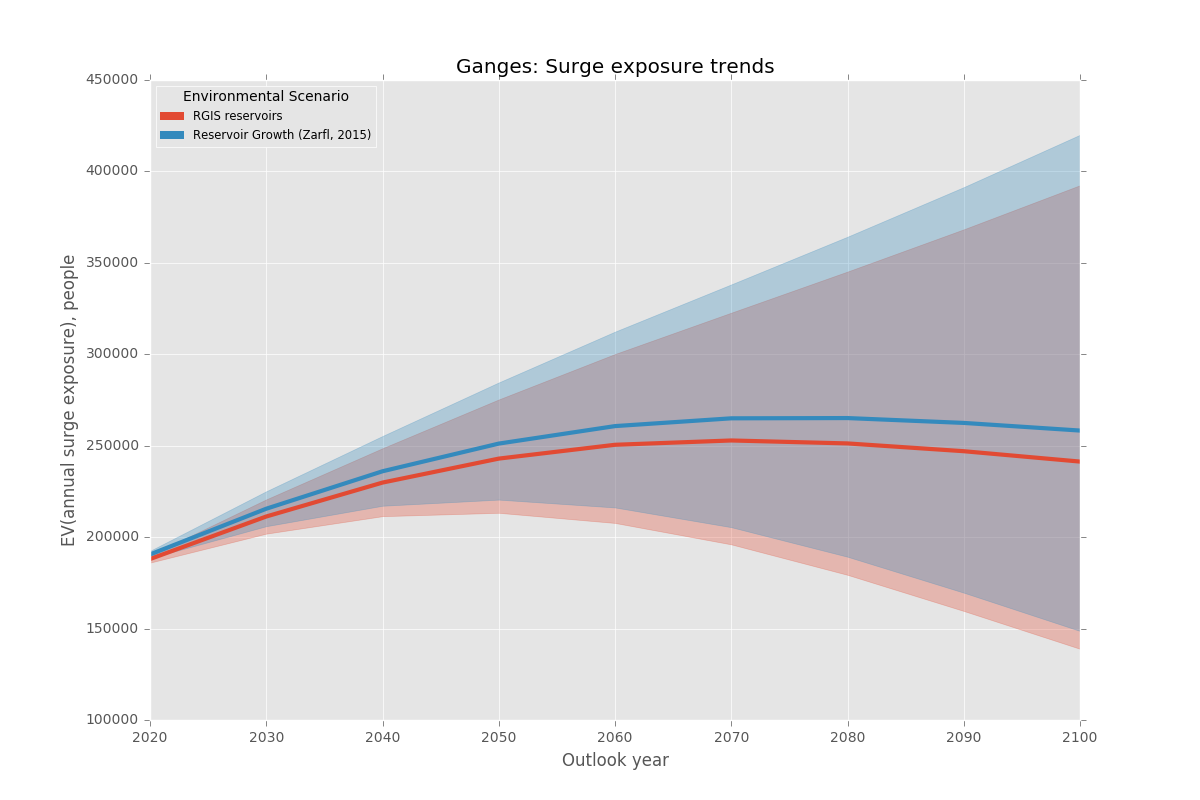 Ganges: Surge exposure trends
Environmental Scenario
RGIS reservoirs
Reservoir Growth (Zarfl, 2015)
EV(annual surge exposure), people
450000
400000
350000
300000
250000
200000
150000
100000
2020 2030 2040 2050 2060 2070 2080 2090 2100
Outlook year